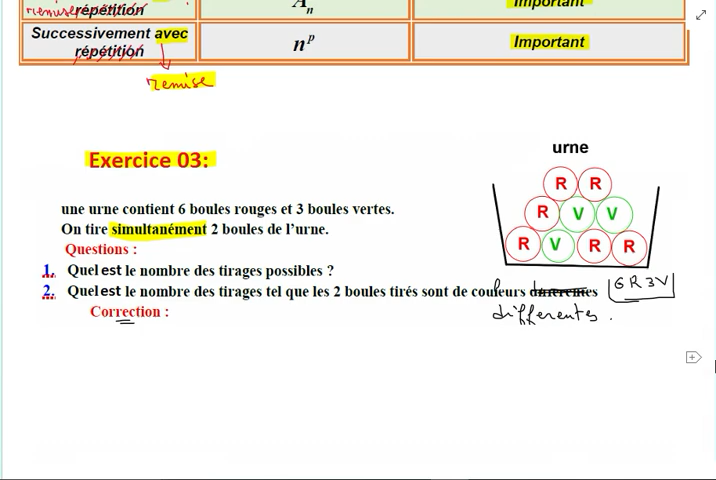 remise répétition
A n
Important
Successivement avec
répétition
n^p
Important
remise
Exercice 03:
urne
R R
R V V
R V R R
une urne contient 6 boules rouges et 3 boules vertes.
On tire simultanément 2 boules de l'urne.
Questions :
1. Quel est le nombre des tirages possibles ?
2. Quel est le nombre des tirages tel que les 2 boules tirés sont de couleurs
6R 3V
différentes.
Correction :